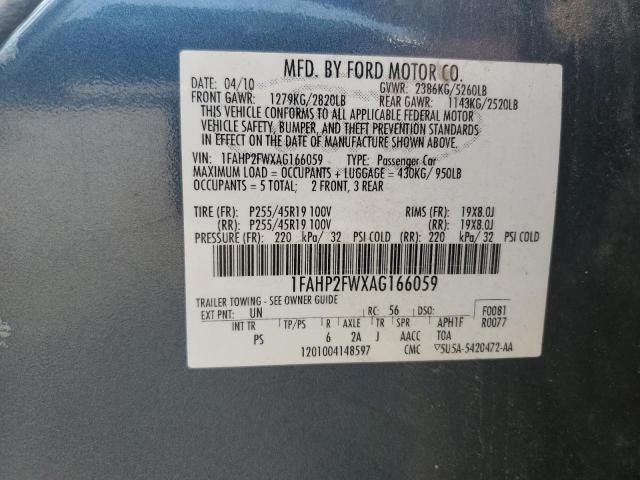 MFD. BY FORD MOTOR CO.
DATE: 04/10 GVWR: 2386KG/5260LB
FRONT GAWR: 1279KG/2820LB REAR GAWR: 1143KG/2520LB
THIS VEHICLE CONFORMS TO ALL APPLICABLE FEDERAL MOTOR
VEHICLE SAFETY, BUMPER, AND THEFT PREVENTION STANDARDS
IN EFFECT ON THE DATE OF MANUFACTURE SHOWN ABOVE.
VIN: 1FAHP2FWXAG166059 TYPE: Passenger Car
MAXIMUM LOAD = OCCUPANTS + LUGGAGE = 430KG/950LB
OCCUPANTS = 5 TOTAL; 2 FRONT, 3 REAR
TIRE (FR): P255/45R19 100V RIMS (FR): 19X8.0J
(RR): P255/45R19 100V (RR): 19X8.0J
PRESSURE (FR): 220 kPa/ 32 PSI COLD (RR): 220 kPa/ 32 PSI COLD
1FAHP2FWXAG166059
TRAILER TOWING - SEE OWNER GUIDE
EXT PNT: UN RC: 56 DSO: F0081
INT TR TP/PS R AXLE TR SPR APH1F R0077
PS 6 2A J AACC TOA
1201004148597 CMC ▽5U5A-5420472-AA